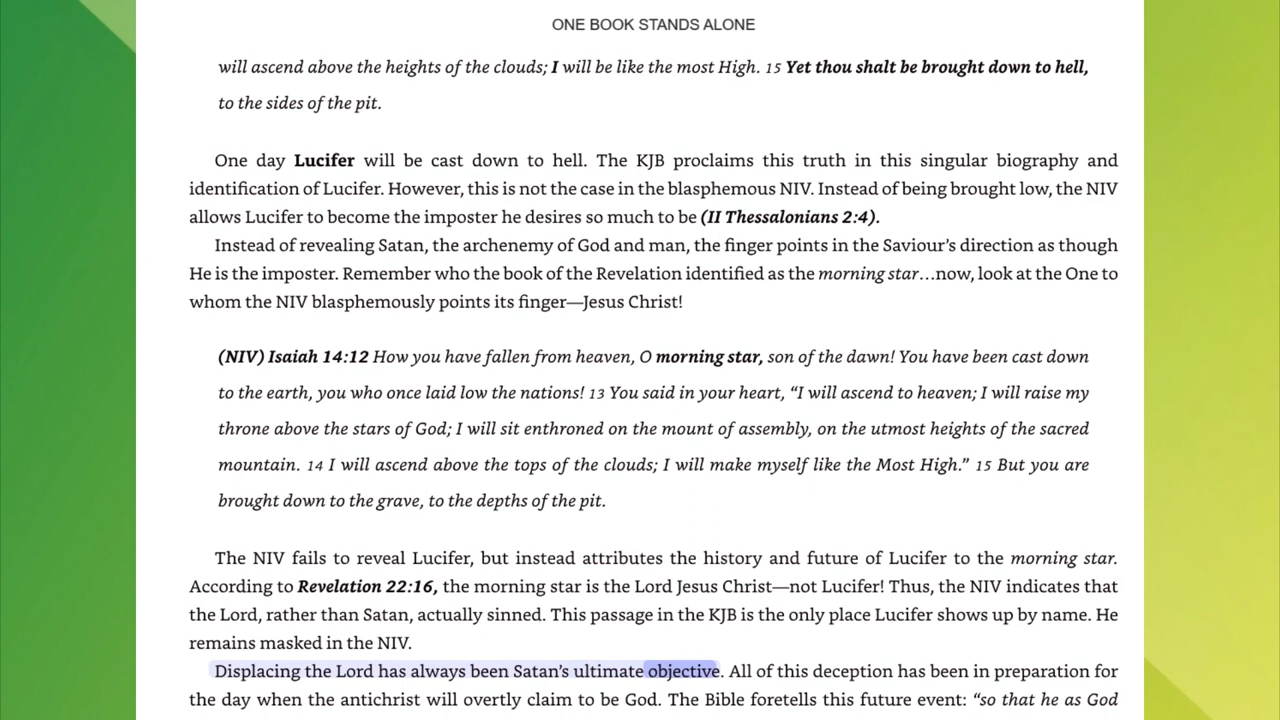 ONE BOOK STANDS ALONE
will ascend above the heights of the clouds; I will be like the most High. 15 Yet thou shalt be brought down to hell,
to the sides of the pit.
One day Lucifer will be cast down to hell. The KJB proclaims this truth in this singular biography and
identification of Lucifer. However, this is not the case in the blasphemous NIV. Instead of being brought low, the NIV
allows Lucifer to become the imposter he desires so much to be (II Thessalonians 2:4).
Instead of revealing Satan, the archenemy of God and man, the finger points in the Saviour’s direction as though
He is the imposter. Remember who the book of the Revelation identified as the morning star…now, look at the One to
whom the NIV blasphemously points its finger—Jesus Christ!
(NIV) Isaiah 14:12 How you have fallen from heaven, O morning star, son of the dawn! You have been cast down
to the earth, you who once laid low the nations! 13 You said in your heart, “I will ascend to heaven; I will raise my
throne above the stars of God; I will sit enthroned on the mount of assembly, on the utmost heights of the sacred
mountain. 14 I will ascend above the tops of the clouds; I will make myself like the Most High.” 15 But you are
brought down to the grave, to the depths of the pit.
The NIV fails to reveal Lucifer, but instead attributes the history and future of Lucifer to the morning star.
According to Revelation 22:16, the morning star is the Lord Jesus Christ—not Lucifer! Thus, the NIV indicates that
the Lord, rather than Satan, actually sinned. This passage in the KJB is the only place Lucifer shows up by name. He
remains masked in the NIV.
Displacing the Lord has always been Satan’s ultimate objective. All of this deception has been in preparation for
the day when the antichrist will overtly claim to be God. The Bible foretells this future event: “so that he as God